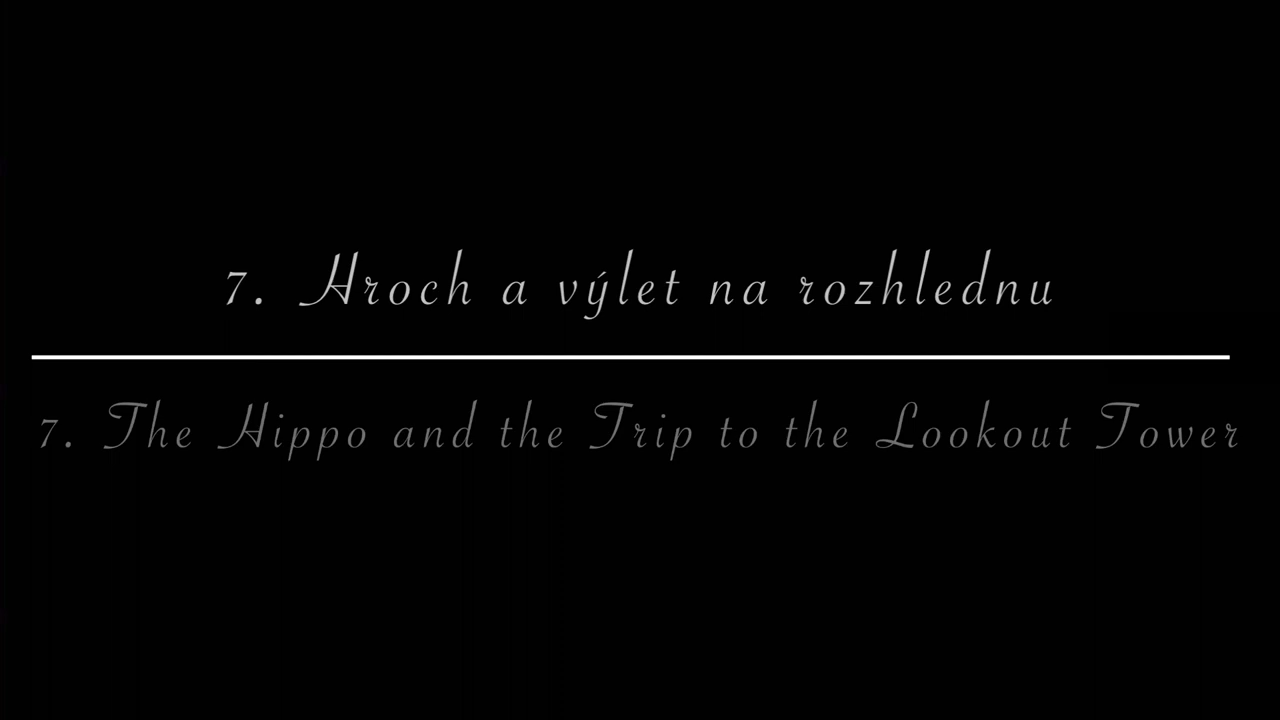 7. Hroch a výlet na rozhlednu
7. The Hippo and the Trip to the Lookout Tower